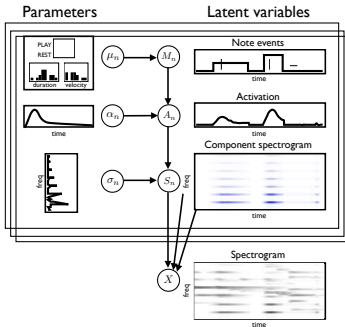 Parameters
Latent variables
PLAY
REST
duration velocity
μn
Mn
Note events
time
time
αn
An
Activation
time
freq
σn
Sn
Component spectrogram
freq
time
X
Spectrogram
freq
time